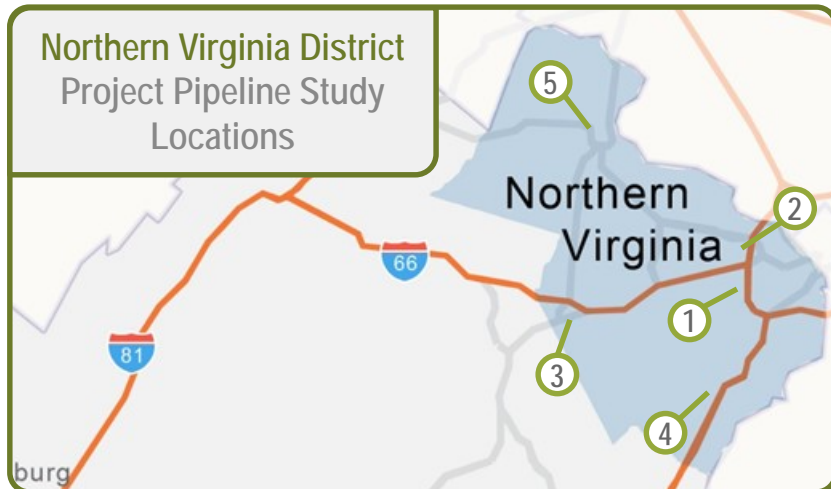 Northern Virginia District
Project Pipeline Study
Locations
5
Northern
Virginia
2
66
1
3
81
4
burg